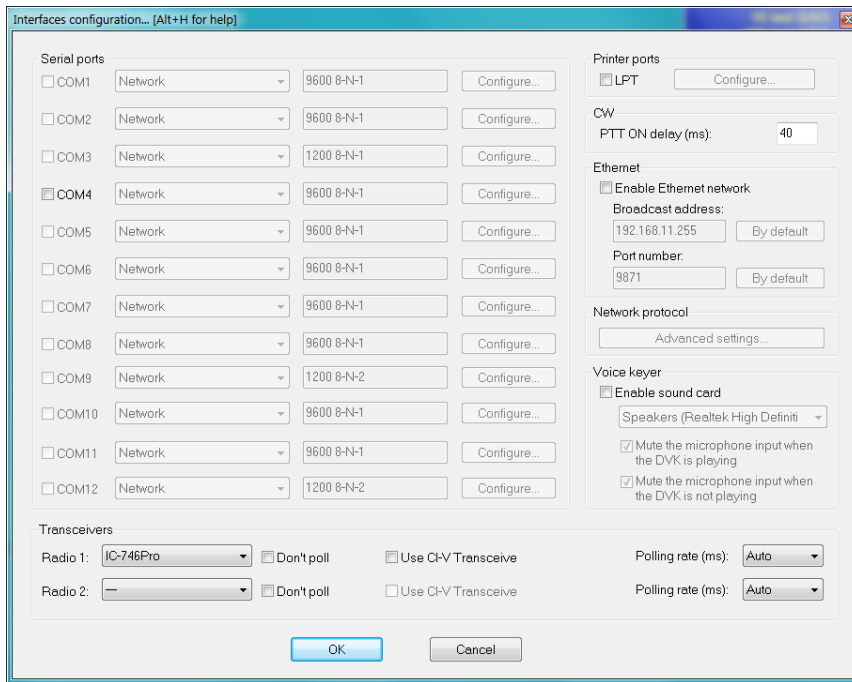 Interfaces configuration... [Alt+H for help]
Serial ports
COM1 Network 9600 8-N-1 Configure...
COM2 Network 9600 8-N-1 Configure...
COM3 Network 1200 8-N-1 Configure...
COM4 Network 9600 8-N-1 Configure...
COM5 Network 9600 8-N-1 Configure...
COM6 Network 9600 8-N-1 Configure...
COM7 Network 9600 8-N-1 Configure...
COM8 Network 9600 8-N-1 Configure...
COM9 Network 1200 8-N-2 Configure...
COM10 Network 9600 8-N-1 Configure...
COM11 Network 9600 8-N-1 Configure...
COM12 Network 1200 8-N-2 Configure...
Printer ports
LPT Configure...
CW
PTT ON delay (ms): 40
Ethernet
Enable Ethernet network
Broadcast address:
192.168.11.255 By default
Port number:
9871 By default
Network protocol
Advanced settings...
Voice keyer
Enable sound card
Speakers (Realtek High Definiti
Mute the microphone input when
the DVK is playing
Mute the microphone input when
the DVK is not playing
Transceivers
Radio 1: IC-746Pro Don't poll Use CI-V Transceive Polling rate (ms): Auto
Radio 2: — Don't poll Use CI-V Transceive Polling rate (ms): Auto
OK Cancel